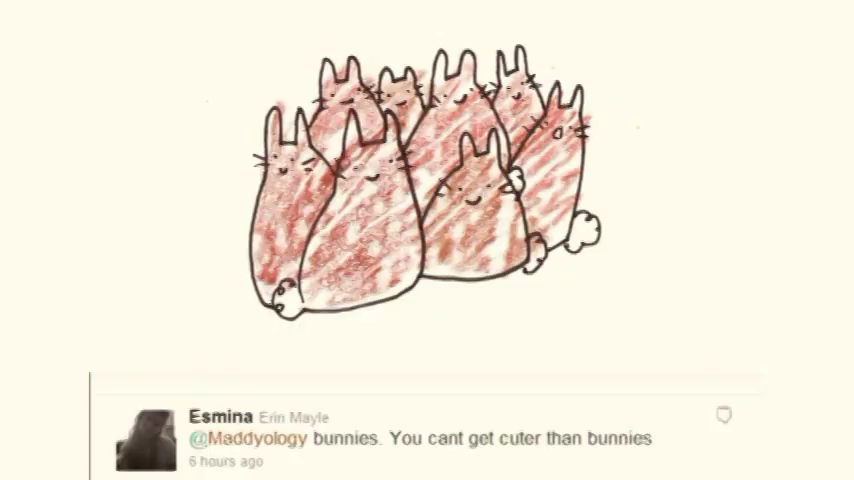 Esmina Erin Mayle
@Maddyology bunnies. You cant get cuter than bunnies
6 hours ago